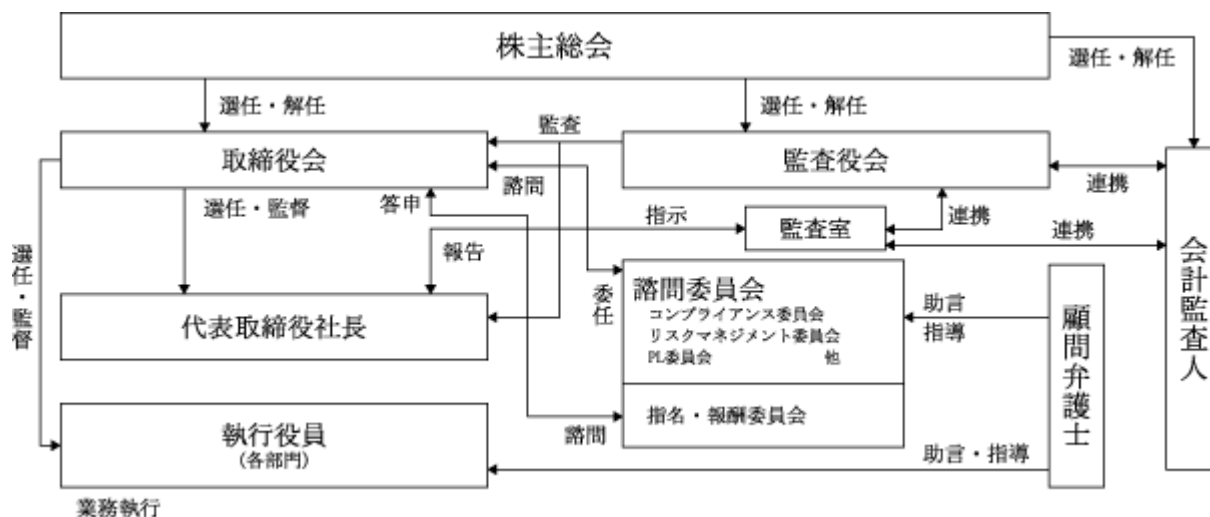 株主総会
選任・解任
選任・解任
選任・解任
取締役会
監査
監査役会
諮問
連携
選任・監督
答申
指示
監査室
連携
連携
報告
選任・監督
会計監査人
代表取締役社長
委任
諮問委員会
コンプライアンス委員会
リスクマネジメント委員会
PL委員会 他
助言
指導
顧問弁護士
執行役員
(各部門)
諮問
指名・報酬委員会
助言・指導
業務執行